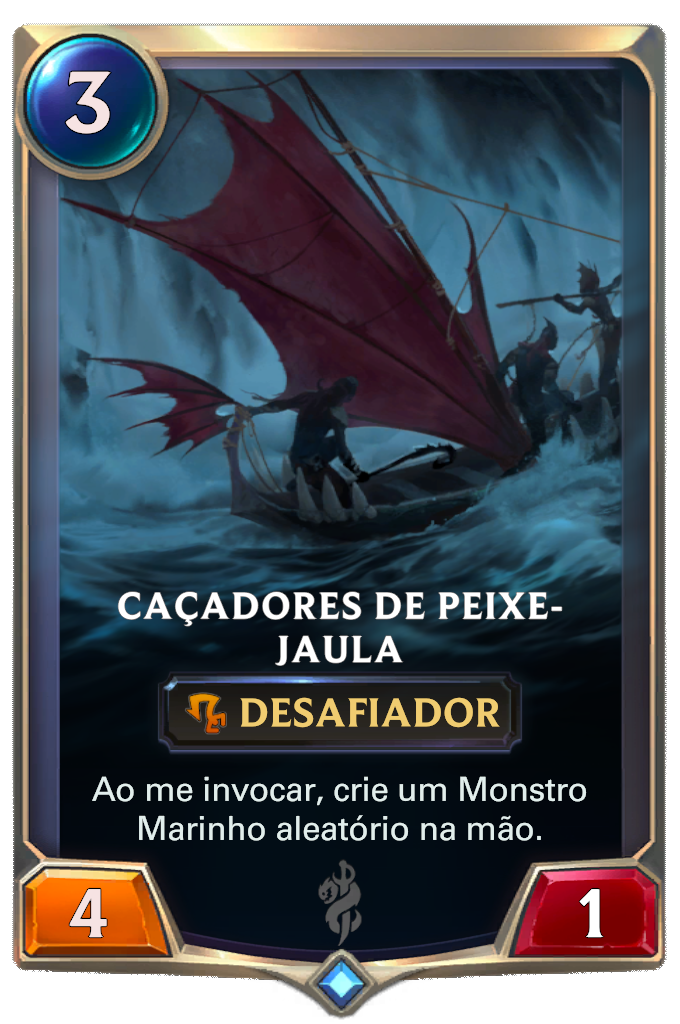 3
CAÇADORES DE PEIXE-
JAULA
DESAFIADOR
Ao me invocar, crie um Monstro
Marinho aleatório na mão.
4
1